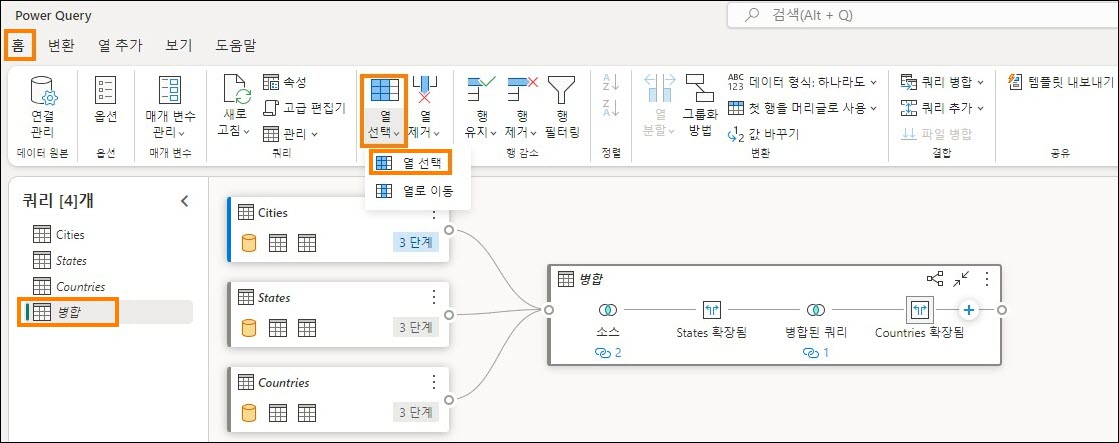 Power Query
검색(Alt + Q)
홈 변환 열 추가 보기 도움말
연결 관리
옵션
매개 변수 관리
새로 고침
속성
고급 편집기
관리
열 선택
열 제거
행 유지
행 제거
행 필터링
열 분할
그룹화 방법
데이터 형식: 하나라도
첫 행을 머리글로 사용
값 바꾸기
쿼리 병합
쿼리 추가
파일 병합
템플릿 내보내기
데이터 원본
옵션
매개 변수
쿼리
행 감소
정렬
변환
결합
공유
열 선택
열로 이동
쿼리 [4]개
Cities
States
Countries
병합
Cities
3 단계
States
3 단계
Countries
3 단계
병합
소스
2
States 확장됨
병합된 쿼리
1
Countries 확장됨